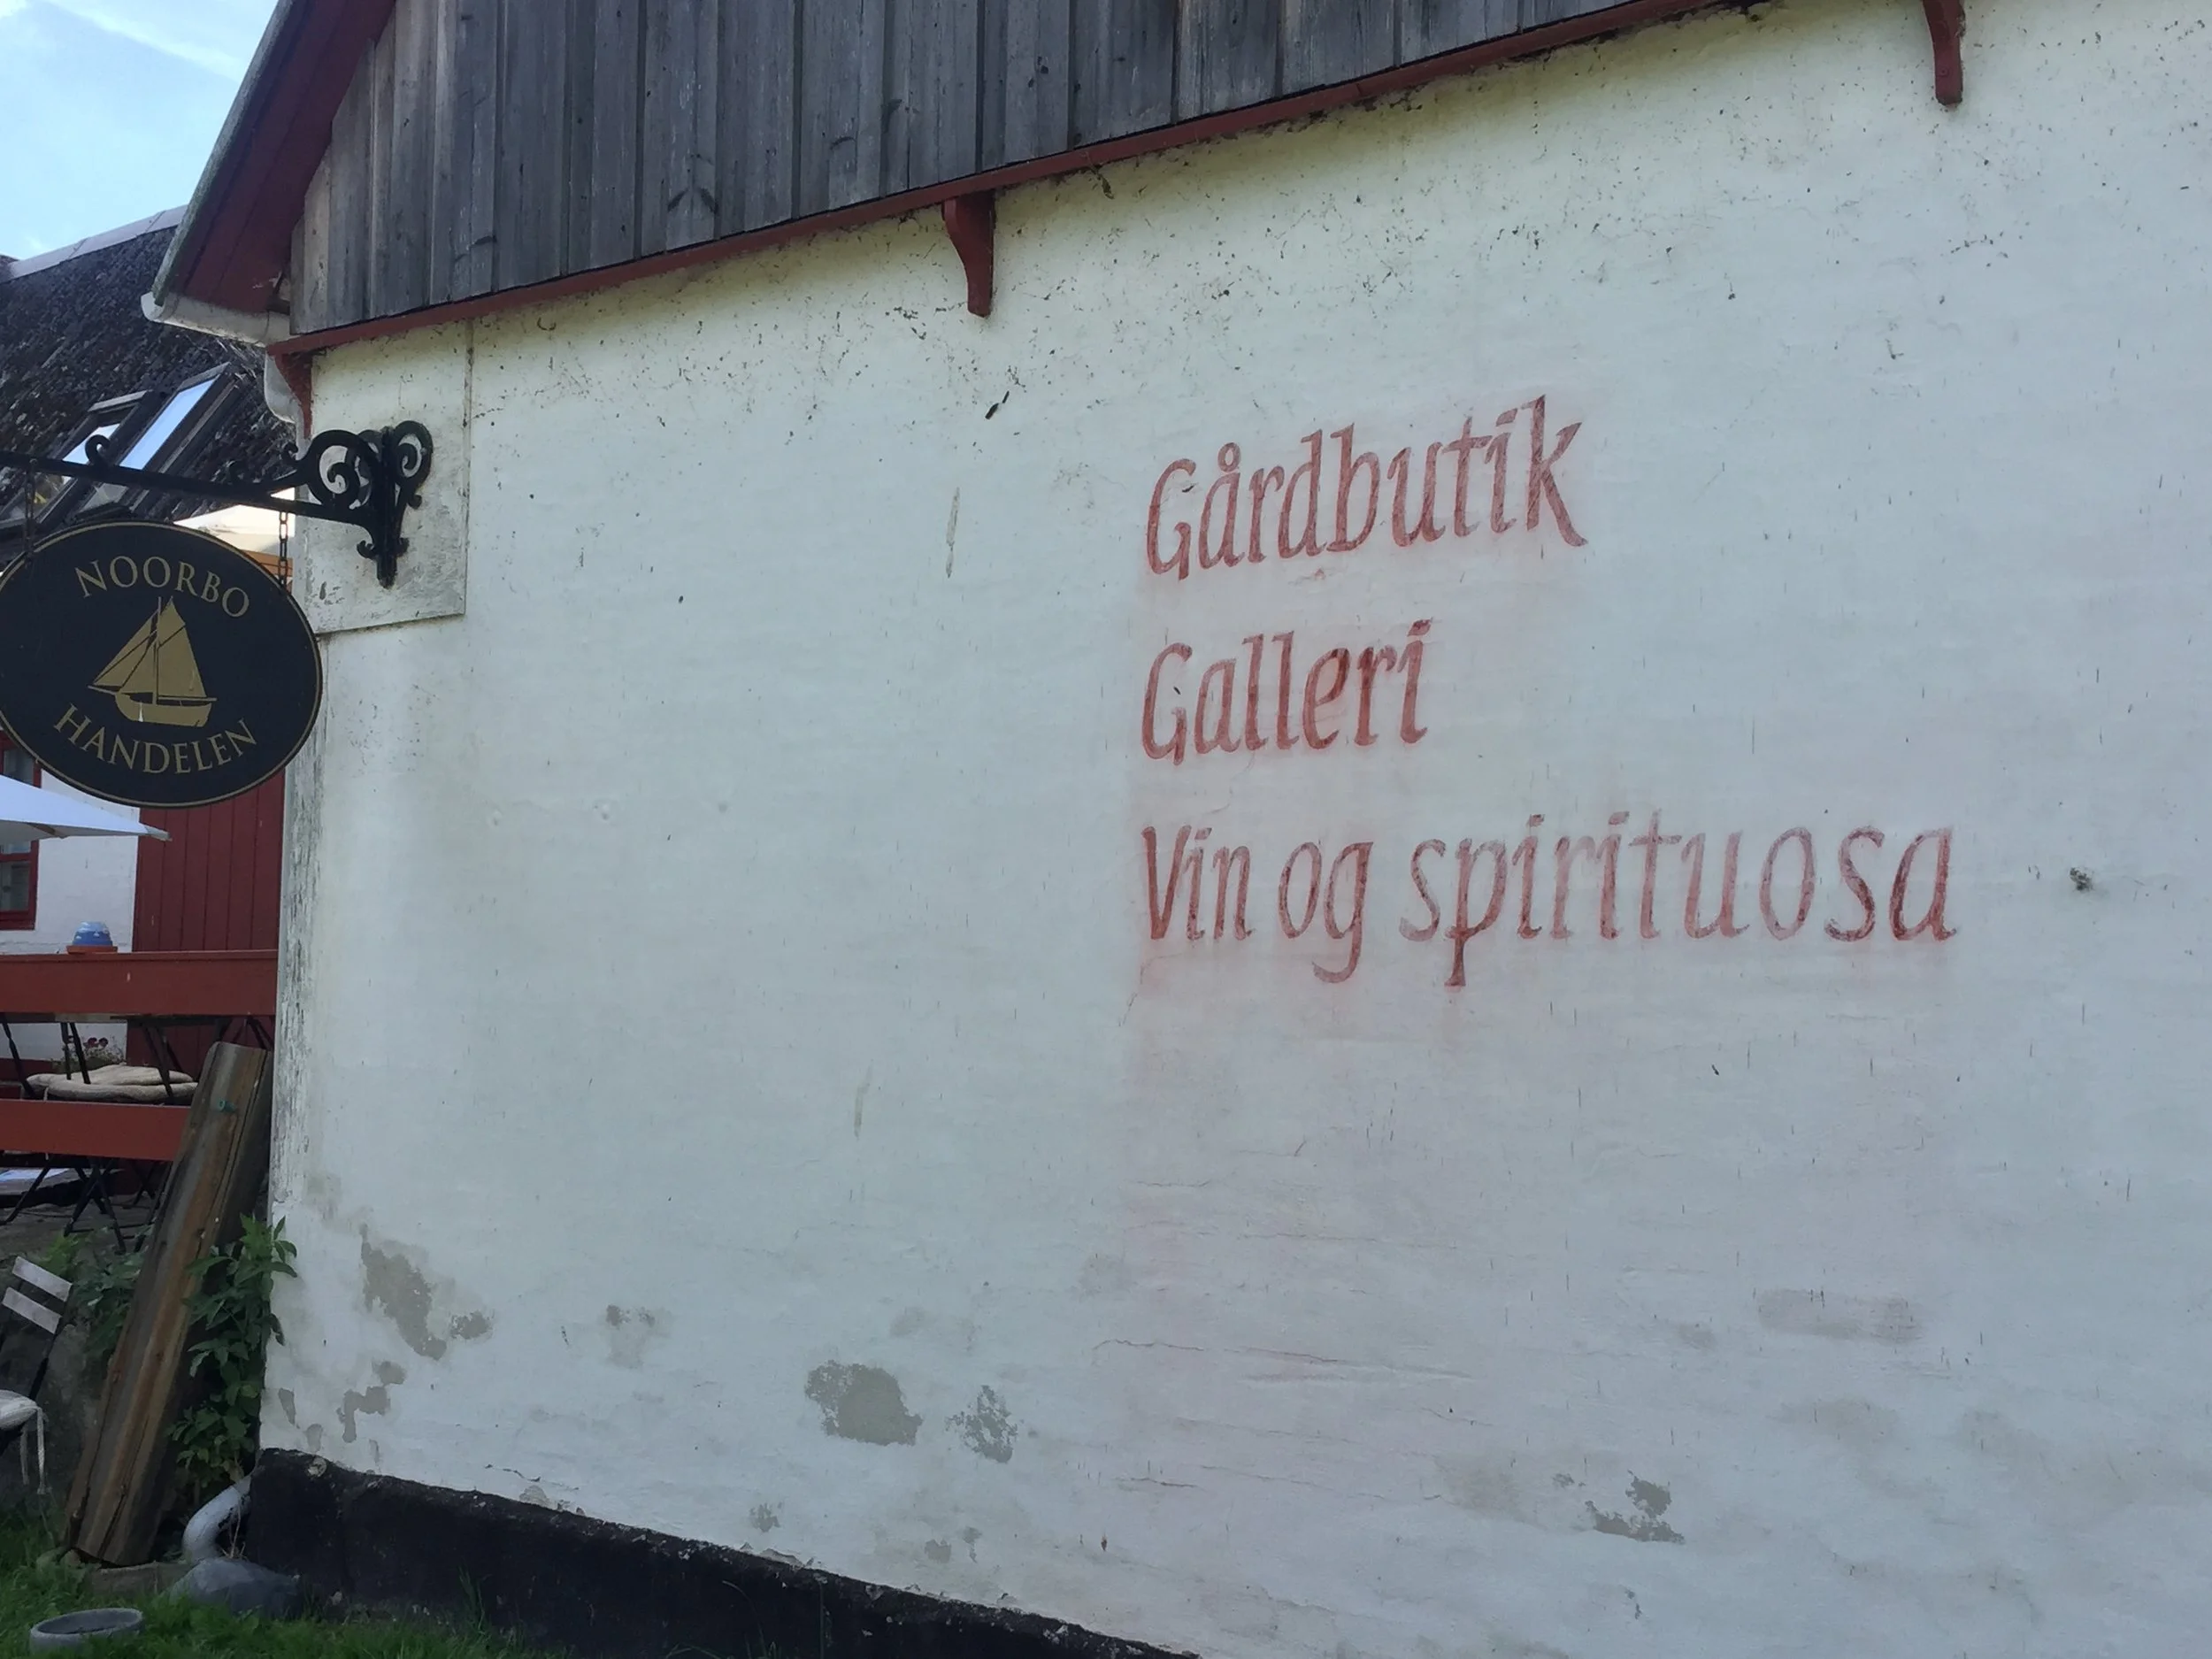 NOORBO
HANDELEN
Gårdbutik
Galleri
Vin og spirituosa